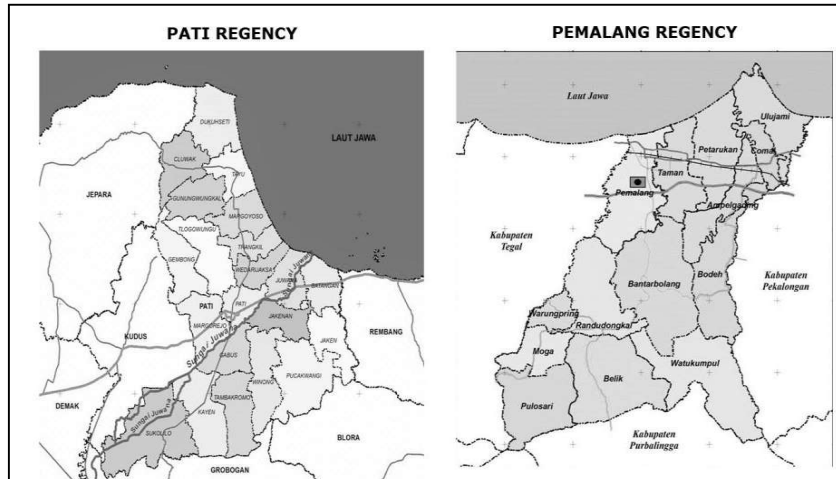 PATI REGENCY
DUKUHSETI
CLUWAK
TAYU
LAUT JAWA
JEPARA
GUNUNGWUNGKAL
MARGOYOSO
TLOGOWUNGU
TRANGKIL
GEMBONG
WEDARIJAKSA
JUWANA
Sungai Juwana
BATANGAN
PATI
PATI
MARGOREJO
JAKENAN
KUDUS
REMBANG
Sungai Juwana
JAKEN
GABUS
PUCAKWANGI
WINONG
DEMAK
TAMBAKROMO
KAYEN
Sungai Juwana
SUKOLILO
BLORA
GROBOGAN
PEMALANG REGENCY
Laut Jawa
Ulujami
Petarukan
Comal
Taman
Pemalang
Ampelgading
Kabupaten
Tegal
Bodeh
Kabupaten
Pekalongan
Bantarbolang
Warungpring
Randudongkal
Moga
Watukumpul
Belik
Pulosari
Kabupaten
Purbalingga